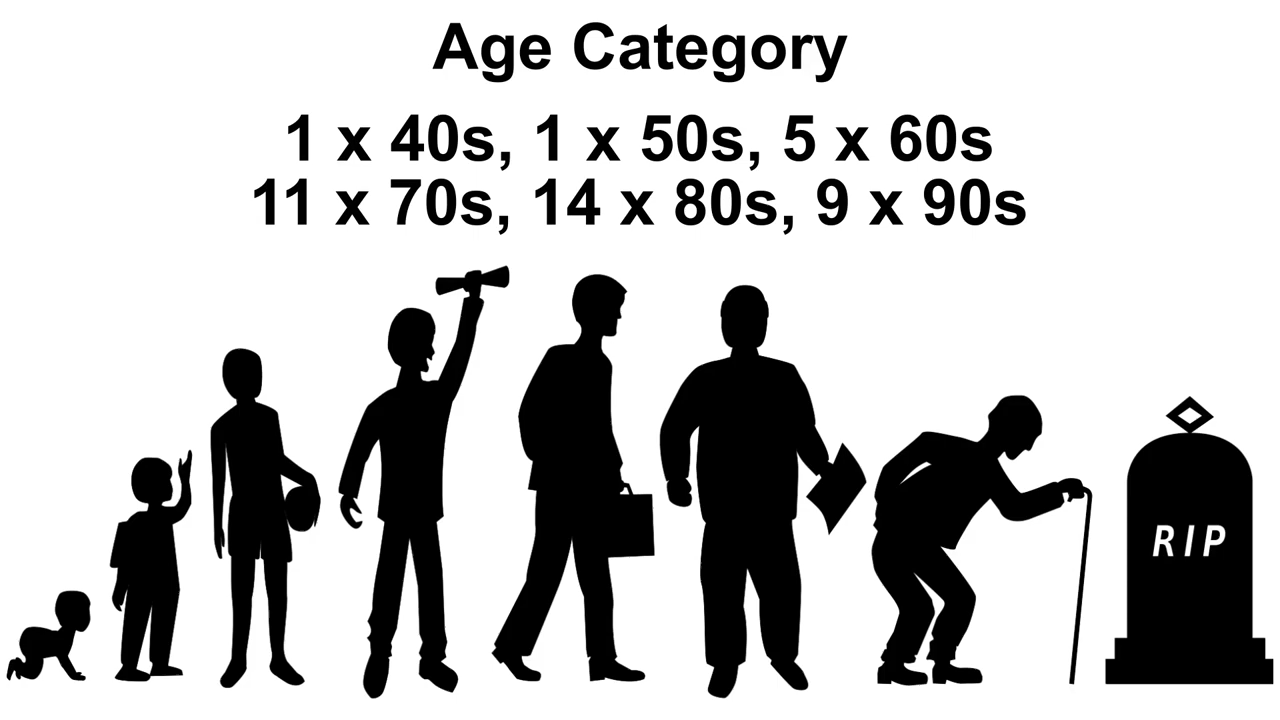 Age Category
1 x 40s, 1 x 50s, 5 x 60s
11 x 70s, 14 x 80s, 9 x 90s
RIP